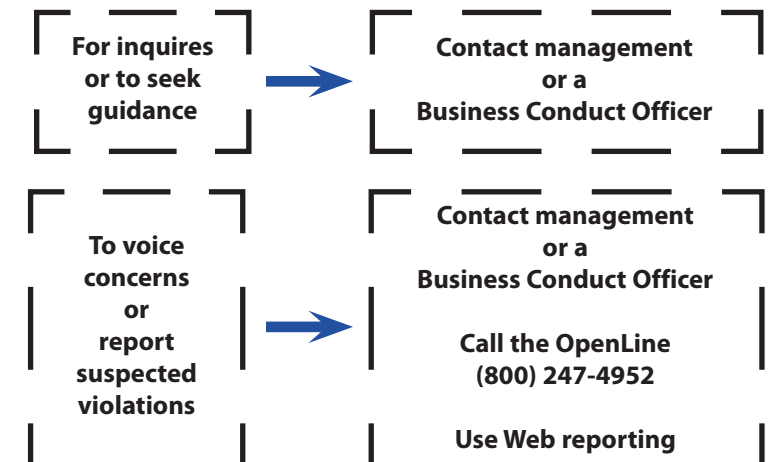 For inquires
or to seek
guidance
Contact management
or a
Business Conduct Officer
To voice
concerns
or
report
suspected
violations
Contact management
or a
Business Conduct Officer
Call the OpenLine
(800) 247-4952
Use Web reporting